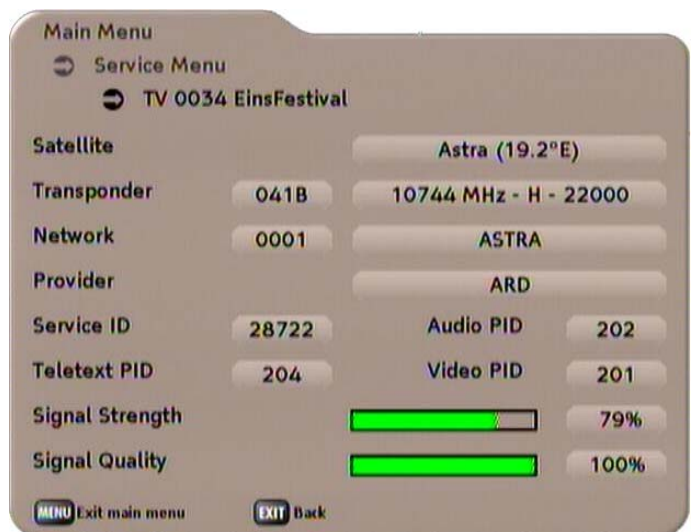 Main Menu
Service Menu
TV 0034 EinsFestival
Satellite Astra (19.2°E)
Transponder 041B 10744 MHz - H - 22000
Network 0001 ASTRA
Provider ARD
Service ID 28722 Audio PID 202
Teletext PID 204 Video PID 201
Signal Strength 79%
Signal Quality 100%
MENU Exit main menu EXIT Back